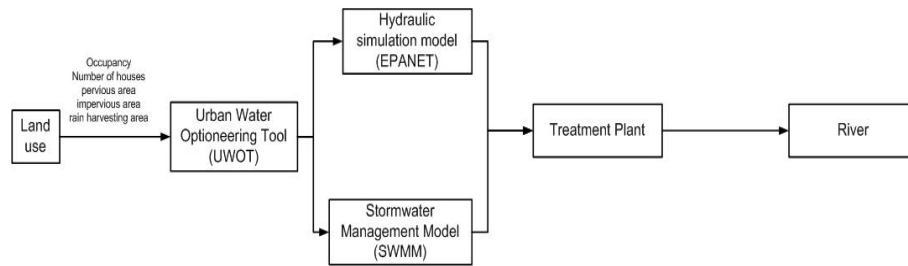 Occupancy
Number of houses
pervious area
impervious area
rain harvesting area
Land
use
Urban Water
Optioneering Tool
(UWOT)
Hydraulic
simulation model
(EPANET)
Stormwater
Management Model
(SWMM)
Treatment Plant
River